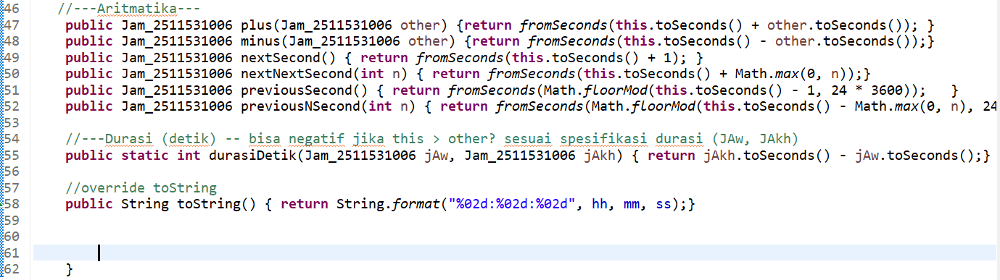 46 //---Aritmatika---
47 public Jam_2511531006 plus(Jam_2511531006 other) {return fromSeconds(this.toSeconds() + other.toSeconds()); }
48 public Jam_2511531006 minus(Jam_2511531006 other) {return fromSeconds(this.toSeconds() - other.toSeconds());}
49 public Jam_2511531006 nextSecond() { return fromSeconds(this.toSeconds() + 1); }
50 public Jam_2511531006 nextNextSecond(int n) { return fromSeconds(this.toSeconds() + Math.max(0, n));}
51 public Jam_2511531006 previousSecond() { return fromSeconds(Math.floorMod(this.toSeconds() - 1, 24 * 3600)); }
52 public Jam_2511531006 previousNSecond(int n) { return fromSeconds(Math.floorMod(this.toSeconds() - Math.max(0, n), 24
53
54 //---Durasi (detik) -- bisa negatif jika this > other? sesuai spesifikasi durasi (JAw, JAkh)
55 public static int durasiDetik(Jam_2511531006 jAw, Jam_2511531006 jAkh) { return jAkh.toSeconds() - jAw.toSeconds();}
56
57 //override toString
58 public String toString() { return String.format("%02d:%02d:%02d", hh, mm, ss);}
59
60
61
62 }